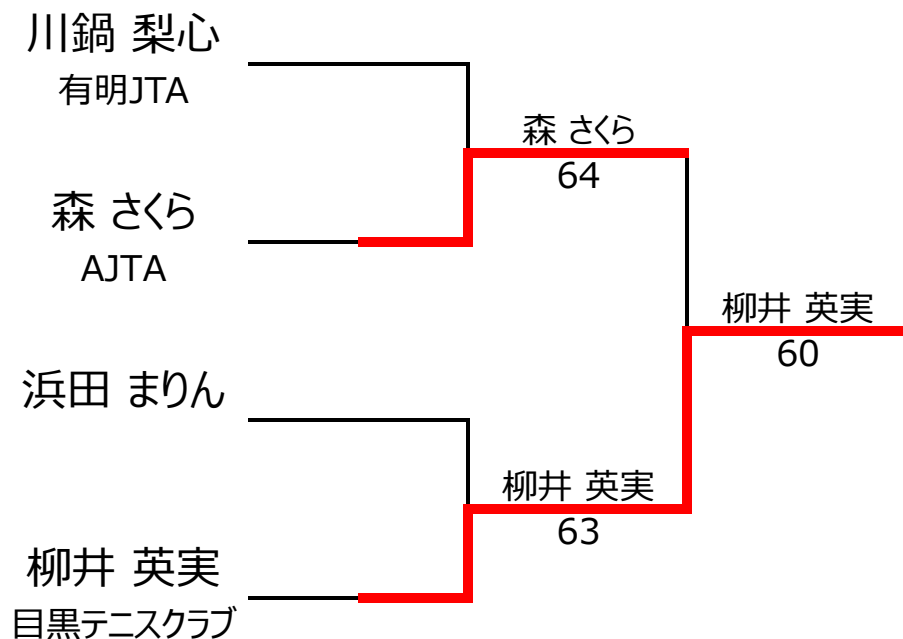 川鍋 梨心
有明JTA
森 さくら
64
森 さくら
AJTA
柳井 英実
60
浜田 まりん
柳井 英実
63
柳井 英実
目黒テニスクラブ